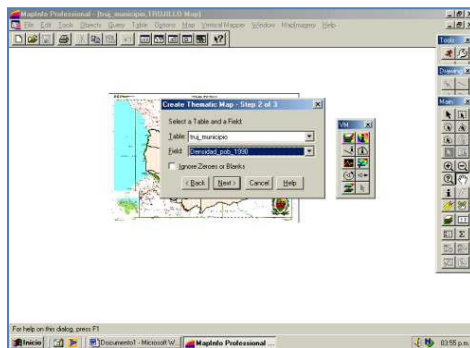 MapInfo Professional - [truj_municipio,TRUJILLO Map]
File Edit Tools Objects Query Table Options Map Vertical Mapper Window MapImagery Help
Tools
Drawing
Main
Create Thematic Map - Step 2 of 3
Select a Table and a Field:
Table: truj_municipio
Field: Densidad_pob_1990
Ignore Zeroes or Blanks
< Back Next > Cancel Help
VM
For help on this dialog, press F1
Inicio Documento1 - Microsoft W... MapInfo Professional ... 03:55 p.m.